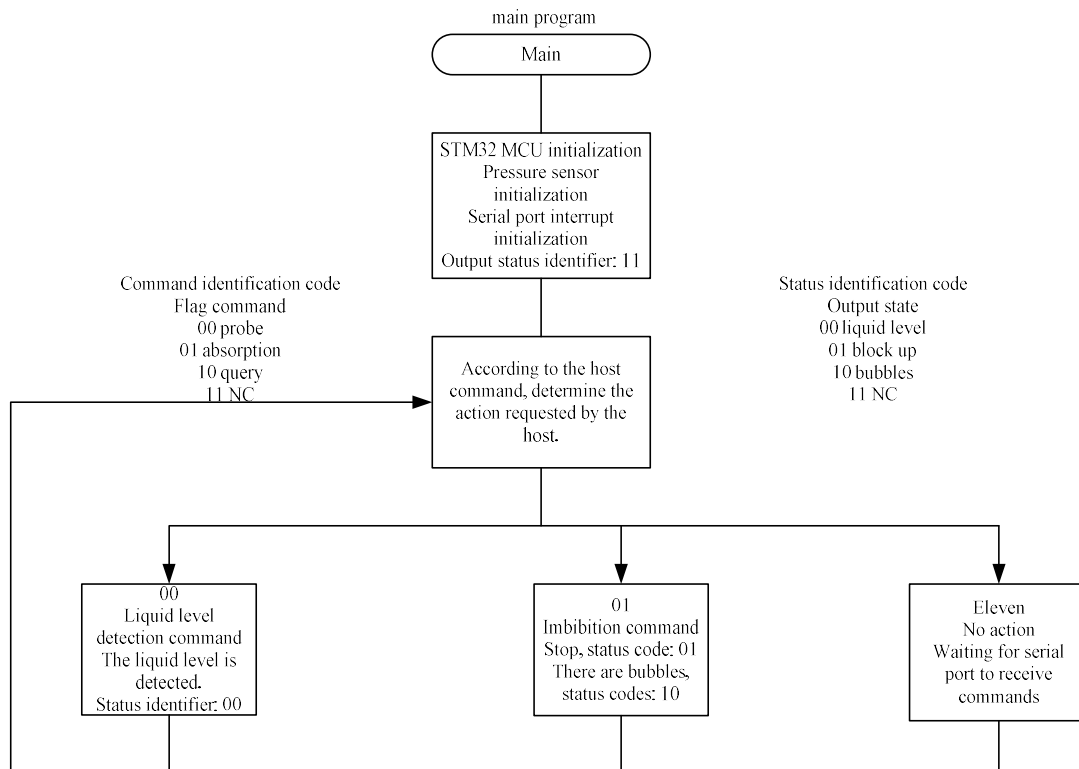 main program
Main
STM32 MCU initialization
Pressure sensor
initialization
Serial port interrupt
initialization
Output status identifier: 11
Command identification code
Flag command
00 probe
01 absorption
10 query
11 NC
Status identification code
Output state
00 liquid level
01 block up
10 bubbles
11 NC
According to the host
command, determine the
action requested by the
host.
00
Liquid level
detection command
The liquid level is
detected.
Status identifier: 00
01
Imbibition command
Stop, status code: 01
There are bubbles,
status codes: 10
Eleven
No action
Waiting for serial
port to receive
commands